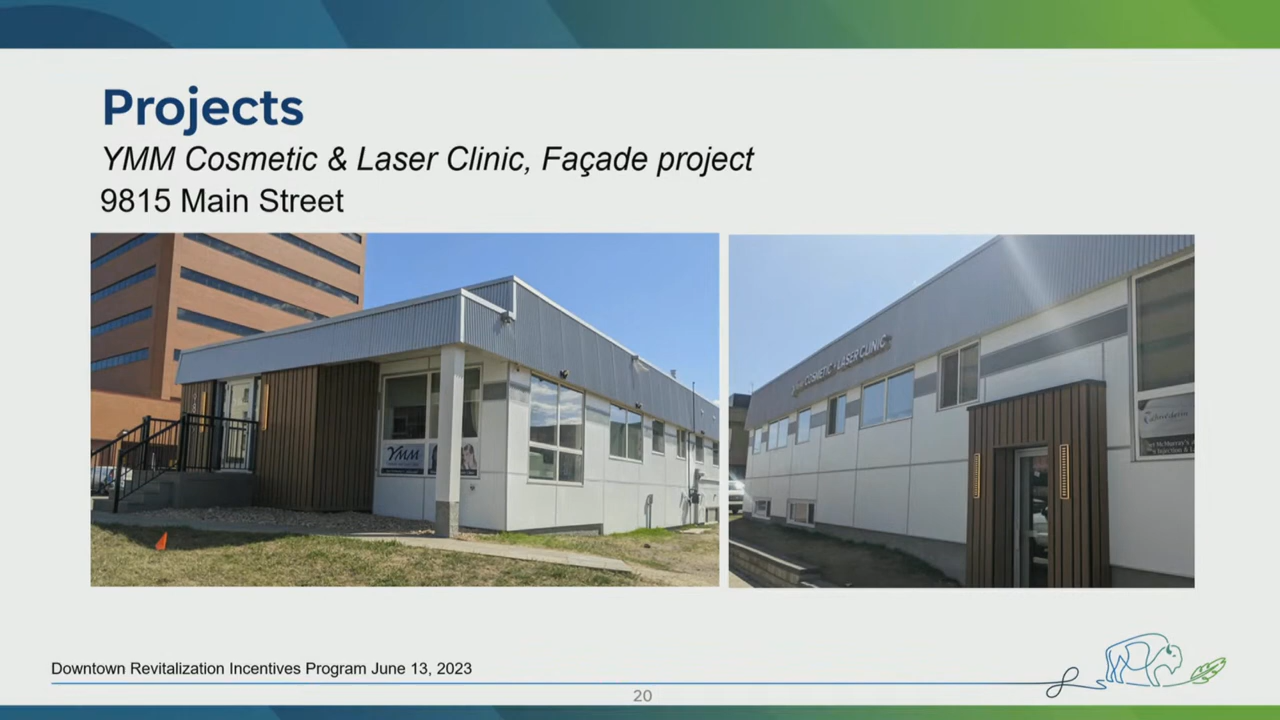 Projects
YMM Cosmetic & Laser Clinic, Façade project
9815 Main Street
YMM
COSMETIC + LASER CLINIC
Downtown Revitalization Incentives Program June 13, 2023
20